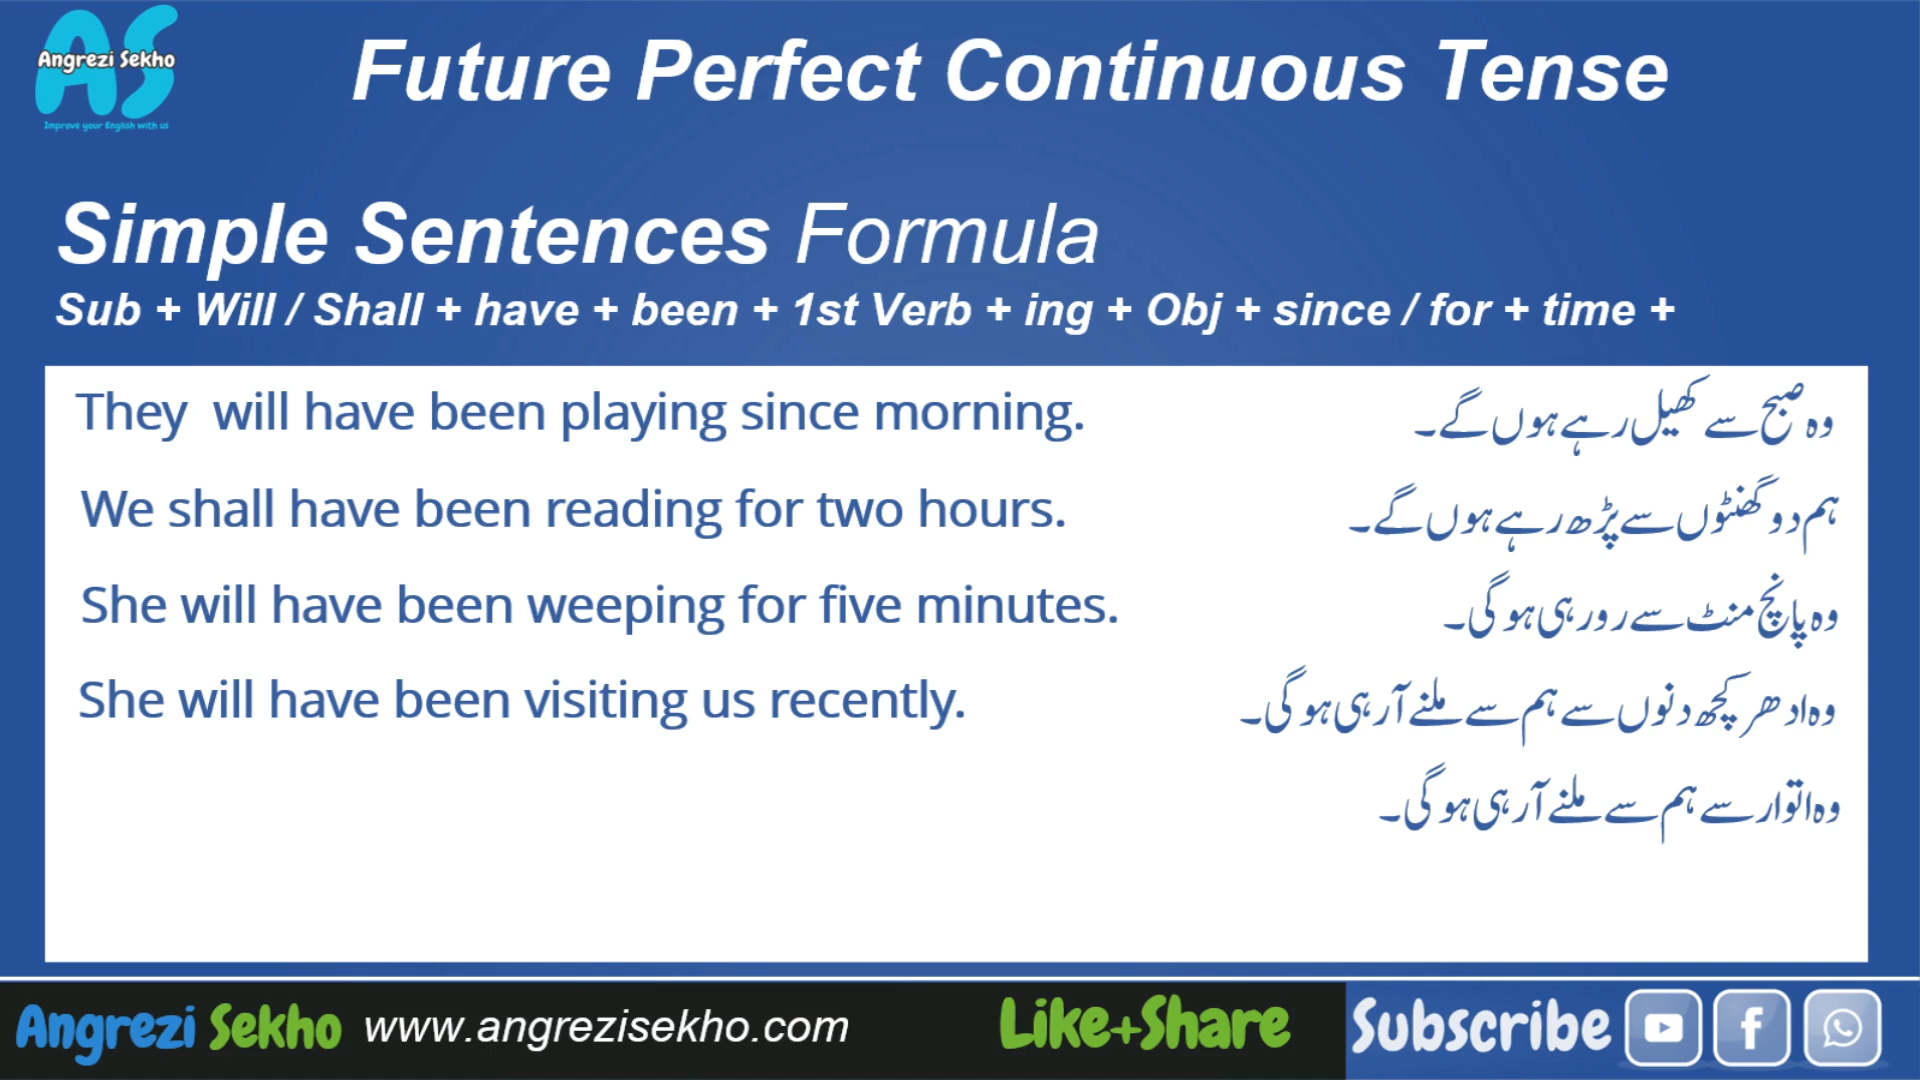 Angrezi Sekho
Improve your English with us
Future Perfect Continuous Tense
Simple Sentences Formula
Sub + Will / Shall + have + been + 1st Verb + ing + Obj + since / for + time +
They will have been playing since morning.
وہ صبح سے کھیل رہے ہوں گے۔
We shall have been reading for two hours.
ہم دو گھنٹوں سے پڑھ رہے ہوں گے۔
She will have been weeping for five minutes.
وہ پانچ منٹ سے رو رہی ہو گی۔
She will have been visiting us recently.
وہ ادھر کچھ دنوں سے ہم سے ملنے آ رہی ہو گی۔
وہ اتوار سے ہم سے ملنے آ رہی ہو گی۔
Angrezi Sekho www.angrezisekho.com Like+Share Subscribe